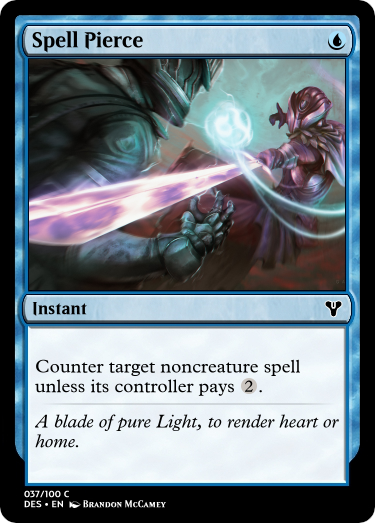 Spell Pierce
Instant
Counter target noncreature spell
unless its controller pays 2.
A blade of pure Light, to render heart or
home.
037/100 C
DES • EN Brandon McCamey